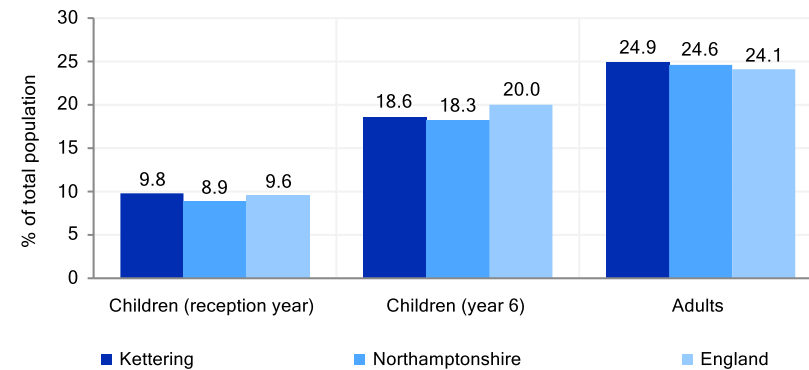 % of total population
30
25
20
15
10
5
0
9.8 8.9 9.6
18.6 18.3 20.0
24.9 24.6 24.1
Children (reception year) Children (year 6) Adults
Kettering Northamptonshire England